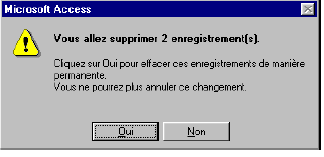 Microsoft Access
Vous allez supprimer 2 enregistrement(s).
Cliquez sur Oui pour effacer ces enregistrements de manière
permanente.
Vous ne pourrez plus annuler ce changement.
Oui
Non